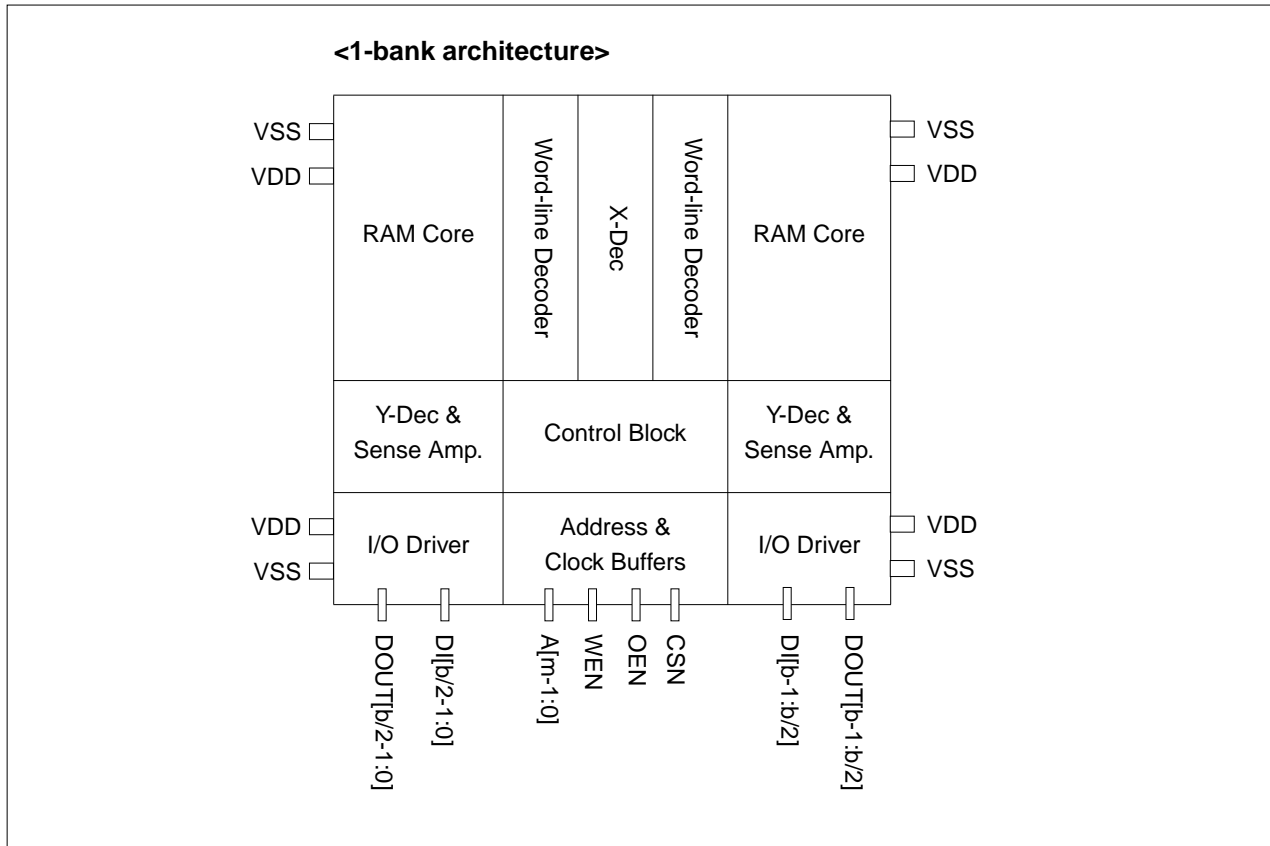 <1-bank architecture>
VSS
VDD
RAM Core
Word-line Decoder
X-Dec
Word-line Decoder
RAM Core
VSS
VDD
Y-Dec &
Sense Amp.
Control Block
Y-Dec &
Sense Amp.
VDD
VSS
I/O Driver
Address &
Clock Buffers
I/O Driver
VDD
VSS
DOUT[b/2-1:0]
DI[b/2-1:0]
A[m-1:0]
WEN
OEN
CSN
DI[b-1:b/2]
DOUT[b-1:b/2]